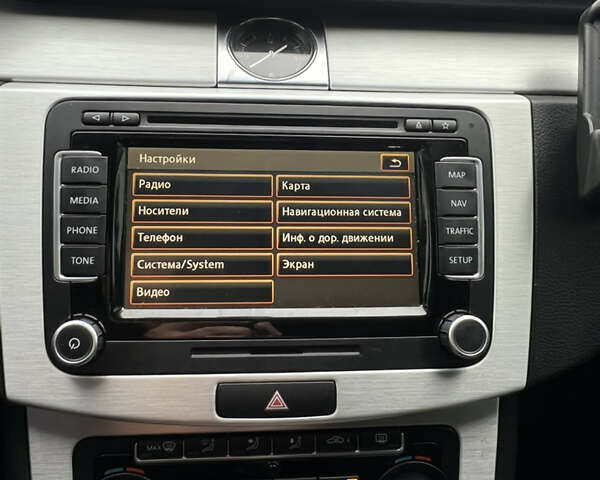 Настройки
Радио
Карта
Носители
Навигационная система
Телефон
Инф. о дор. движении
Система/System
Экран
Видео
RADIO
MEDIA
PHONE
TONE
MAP
NAV
TRAFFIC
SETUP
MAX